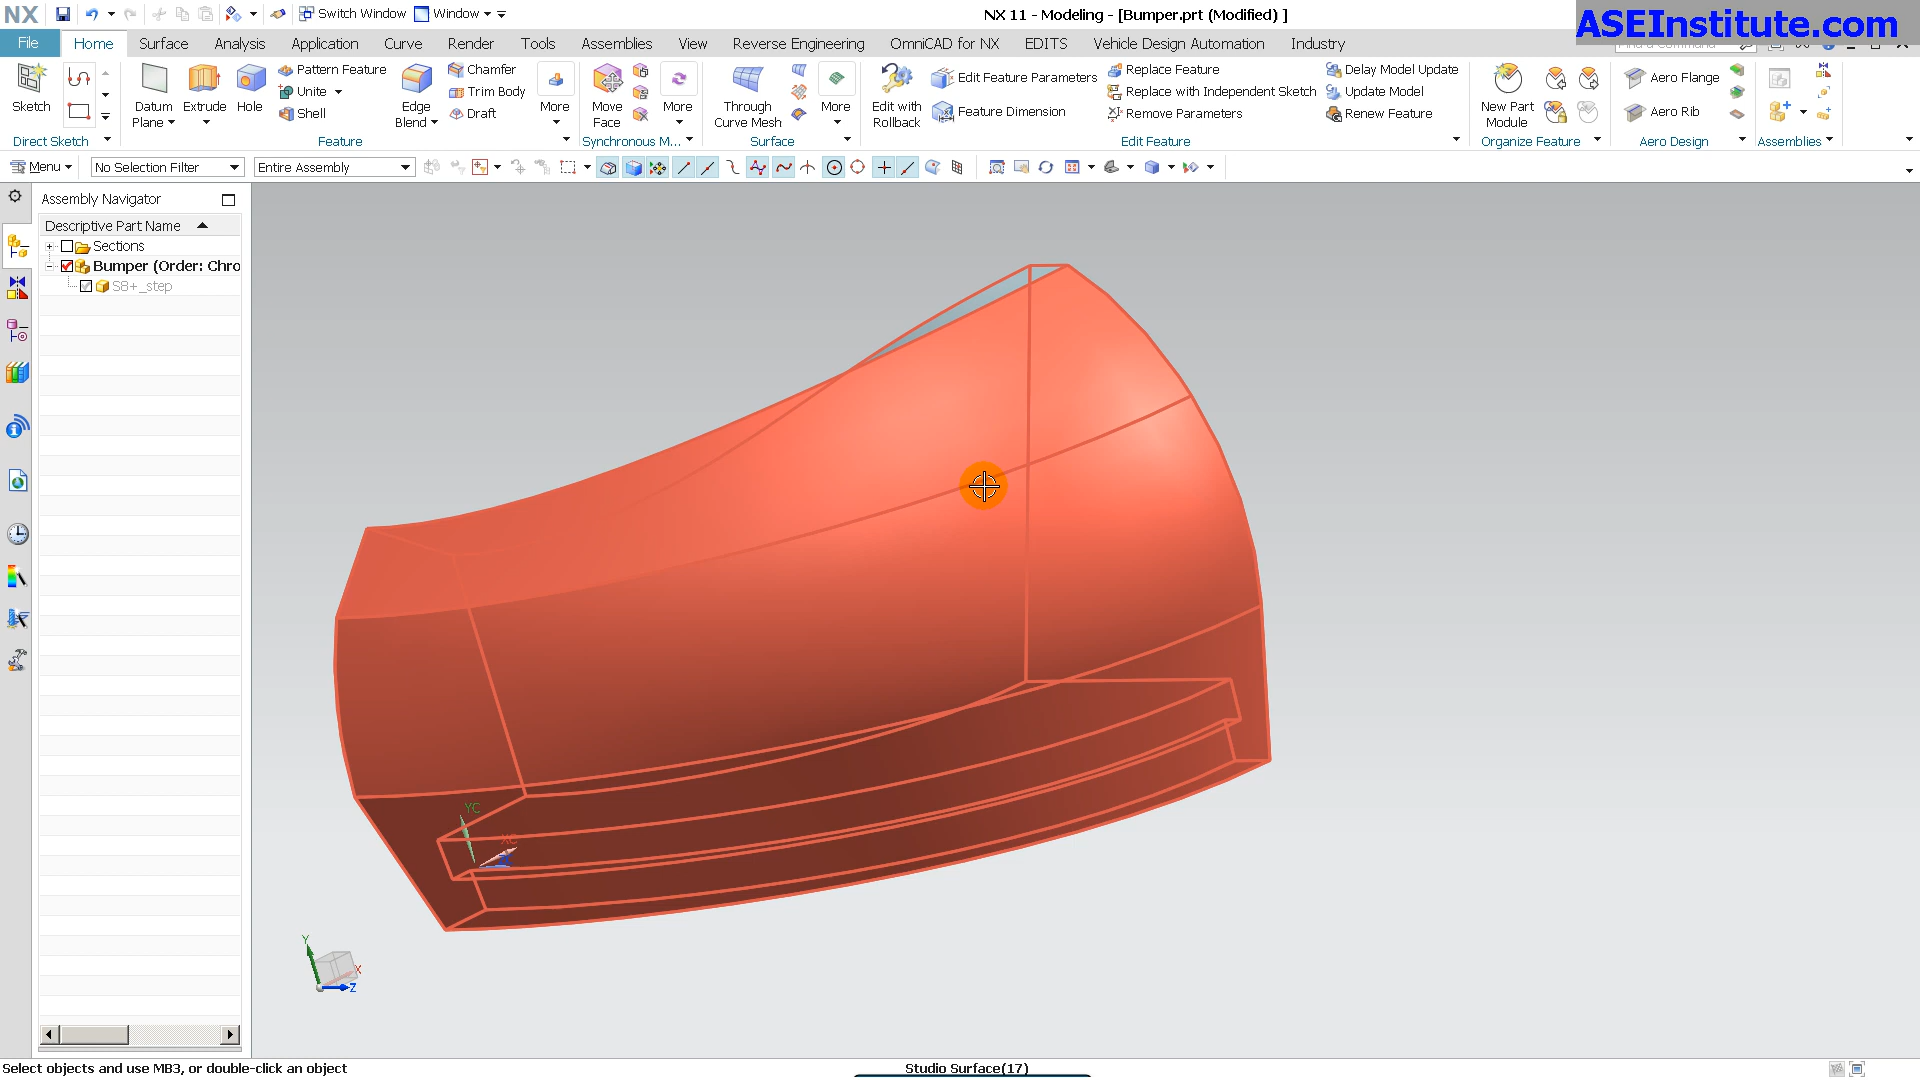 NX
Switch Window
Window
NX 11 - Modeling - [Bumper.prt (Modified) ]
ASEInstitute.com
File
Home
Surface
Analysis
Application
Curve
Render
Tools
Assemblies
View
Reverse Engineering
OmniCAD for NX
EDITS
Vehicle Design Automation
Industry
Sketch
Direct Sketch
Datum
Plane
Extrude
Hole
Pattern Feature
Unite
Shell
Edge
Blend
Chamfer
Trim Body
Draft
More
Feature
Move
Face
More
Synchronous M...
Through
Curve Mesh
More
Surface
Edit with
Rollback
Edit Feature Parameters
Feature Dimension
Replace Feature
Replace with Independent Sketch
Remove Parameters
Delay Model Update
Update Model
Renew Feature
Edit Feature
New Part
Module
Organize Feature
Aero Flange
Aero Rib
Aero Design
Assemblies
Menu
No Selection Filter
Entire Assembly
Assembly Navigator
Descriptive Part Name
Sections
Bumper (Order: Chro
S8+_step
YC
XC
Y
X
Z
Select objects and use MB3, or double-click an object
Studio Surface(17)